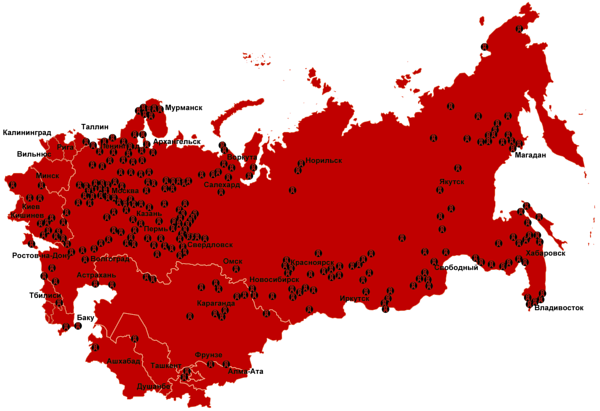 Мурманск
Таллин
Калининград
Архангельск
Рига
Вильнюс
Воркута
Норильск
Магадан
Минск
Салехард
Якутск
Москва
Киев
Казань
Кишинев
Пермь
Свердловск
Хабаровск
Ростов-на-Дону
Волгоград
Омск
Красноярск
Свободный
Астрахань
Новосибирск
Тбилиси
Караганда
Иркутск
Владивосток
Баку
Ашхабад
Фрунзе
Ташкент
Алма-Ата
Душанбе